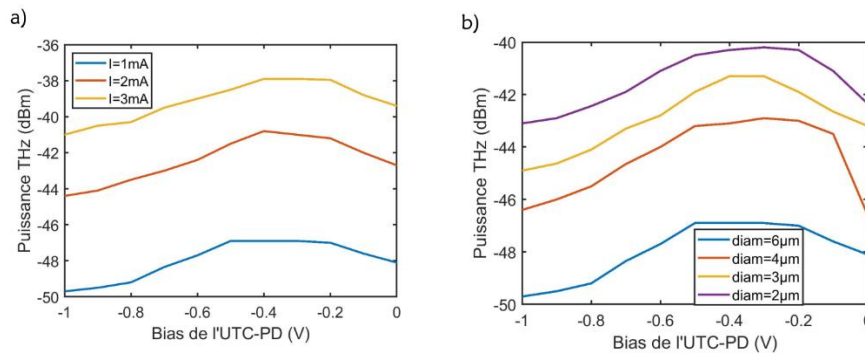 a)
Puissance THz (dBm)
-36
-38
-40
-42
-44
-46
-48
-50
I=1mA
I=2mA
I=3mA
-1 -0.8 -0.6 -0.4 -0.2 0
Bias de l'UTC-PD (V)
b)
Puissance THz (dBm)
-40
-42
-44
-46
-48
-50
diam=6µm
diam=4µm
diam=3µm
diam=2µm
-1 -0.8 -0.6 -0.4 -0.2 0
Bias de l'UTC-PD (V)